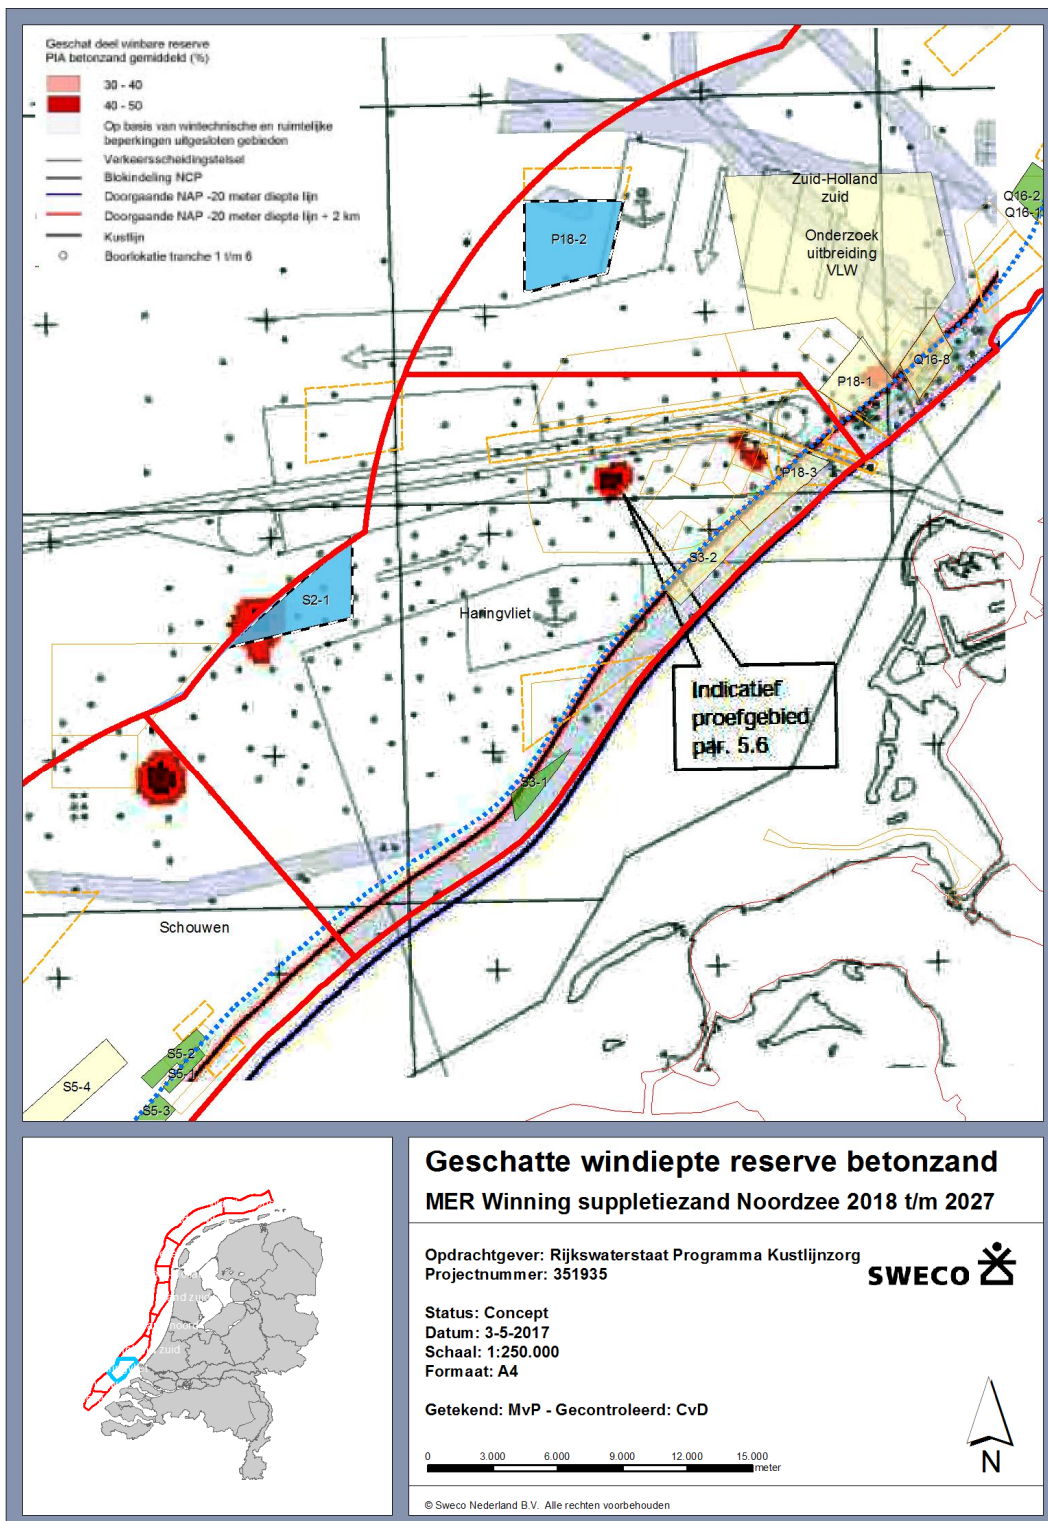 Geschat deel winbare reserve
PIA betonzand gemiddeld (%)
30 - 40
40 - 50
Op basis van wintechnische en ruimtelijke
beperkingen uitgesloten gebieden
Verkeersscheidingstelsel
Blokindeling NCP
Doorgaande NAP -20 meter diepte lijn
Doorgaande NAP -20 meter diepte lijn + 2 km
Kustlijn
Boorlokatie tranche 1 t/m 6
Zuid-Holland
zuid
Q16-2
Q16-1
P18-2
Onderzoek
uitbreiding
VLW
Q16-8
P18-1
P18-3
S3-2
S2-1
Haringvliet
Indicatief
proefgebied
par. 5.6
S3-1
Schouwen
S5-2
S5-1
S5-4
S5-3
zuid
Geschatte windiepte reserve betonzand
MER Winning suppletiezand Noordzee 2018 t/m 2027
Opdrachtgever: Rijkswaterstaat Programma Kustlijnzorg
Projectnummer: 351935
SWECO
Status: Concept
Datum: 3-5-2017
Schaal: 1:250.000
Formaat: A4
Getekend: MvP - Gecontroleerd: CvD
0 3.000 6.000 9.000 12.000 15.000
meter
N
© Sweco Nederland B.V. Alle rechten voorbehouden